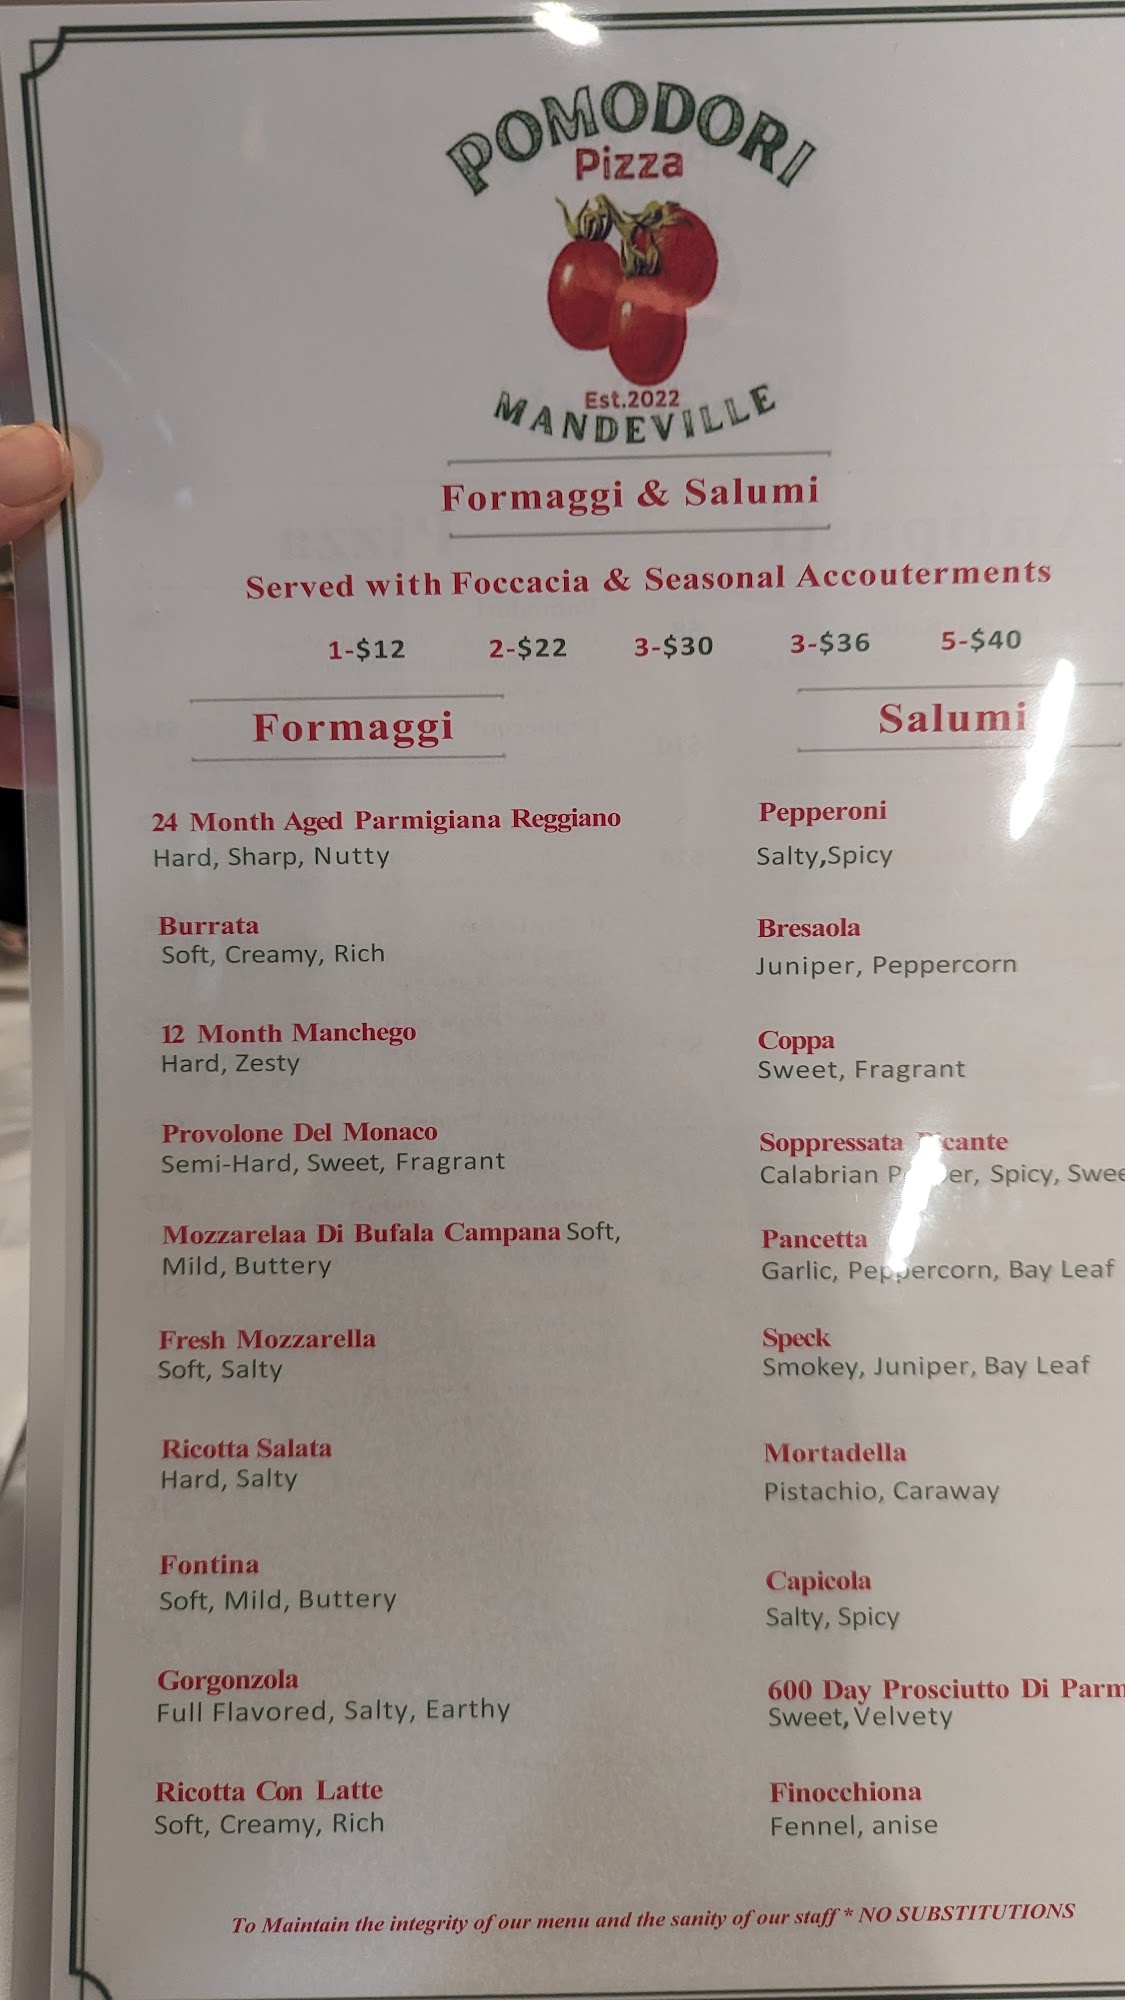 POMODORI
Pizza
Est.2022
MANDEVILLE
Formaggi & Salumi
Served with Foccacia & Seasonal Accouterments
1-$12 2-$22 3-$30 3-$36 5-$40
Formaggi
24 Month Aged Parmigiana Reggiano
Hard, Sharp, Nutty
Burrata
Soft, Creamy, Rich
12 Month Manchego
Hard, Zesty
Provolone Del Monaco
Semi-Hard, Sweet, Fragrant
Mozzarelaa Di Bufala Campana Soft,
Mild, Buttery
Fresh Mozzarella
Soft, Salty
Ricotta Salata
Hard, Salty
Fontina
Soft, Mild, Buttery
Gorgonzola
Full Flavored, Salty, Earthy
Ricotta Con Latte
Soft, Creamy, Rich
Salumi
Pepperoni
Salty,Spicy
Bresaola
Juniper, Peppercorn
Coppa
Sweet, Fragrant
Soppressata
Calabrian Spicy,
Pancetta
Garlic, Peppercorn, Bay Leaf
Speck
Smokey, Juniper, Bay Leaf
Mortadella
Pistachio, Caraway
Capicola
Salty, Spicy
600 Day Prosciutto Di Parm
Sweet, Velvety
Finocchiona
Fennel, anise
To Maintain the integrity of our menu and the sanity of our staff * NO SUBSTITUTIONS